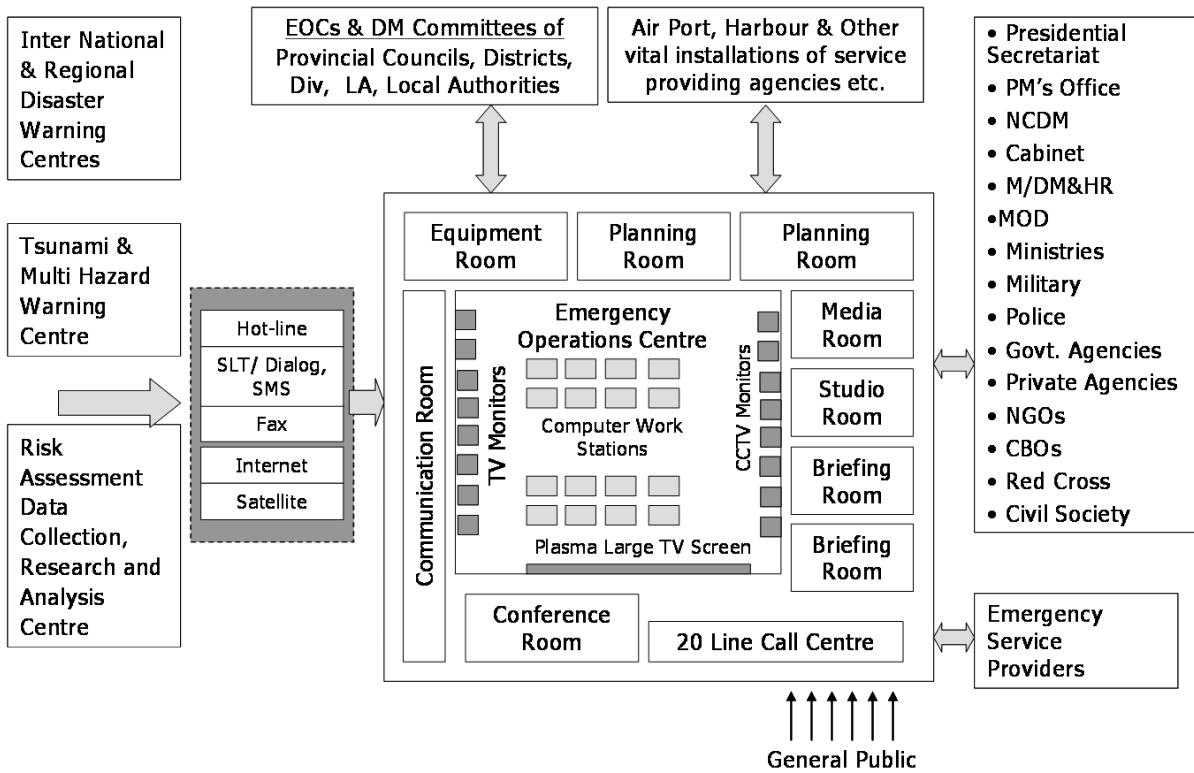 Inter National
& Regional
Disaster
Warning
Centres
EOCs & DM Committees of
Provincial Councils, Districts,
Div, LA, Local Authorities
Air Port, Harbour & Other
vital installations of service
providing agencies etc.
• Presidential
Secretariat
• PM's Office
• NCDM
• Cabinet
• M/DM&HR
•MOD
• Ministries
• Military
• Police
• Govt. Agencies
• Private Agencies
• NGOs
• CBOs
• Red Cross
• Civil Society
Tsunami &
Multi Hazard
Warning
Centre
Risk
Assessment
Data
Collection,
Research and
Analysis
Centre
Hot-line
SLT/ Dialog,
SMS
Fax
Internet
Satellite
Equipment
Room
Planning
Room
Planning
Room
Communication Room
TV Monitors
Emergency
Operations Centre
Computer Work
Stations
Plasma Large TV Screen
CCTV Monitors
Media
Room
Studio
Room
Briefing
Room
Briefing
Room
Conference
Room
20 Line Call Centre
Emergency
Service
Providers
General Public